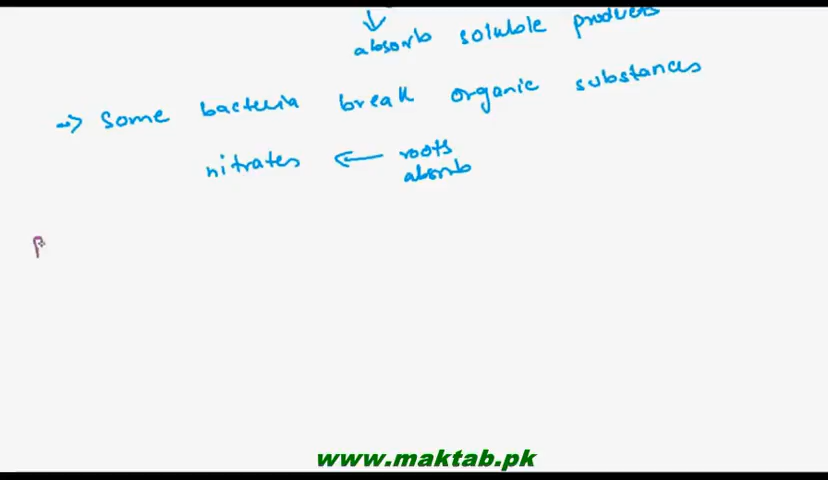 absorb soluble products
→ Some bacteria break organic substances
nitrates ← roots
absorb
P
www.maktab.pk